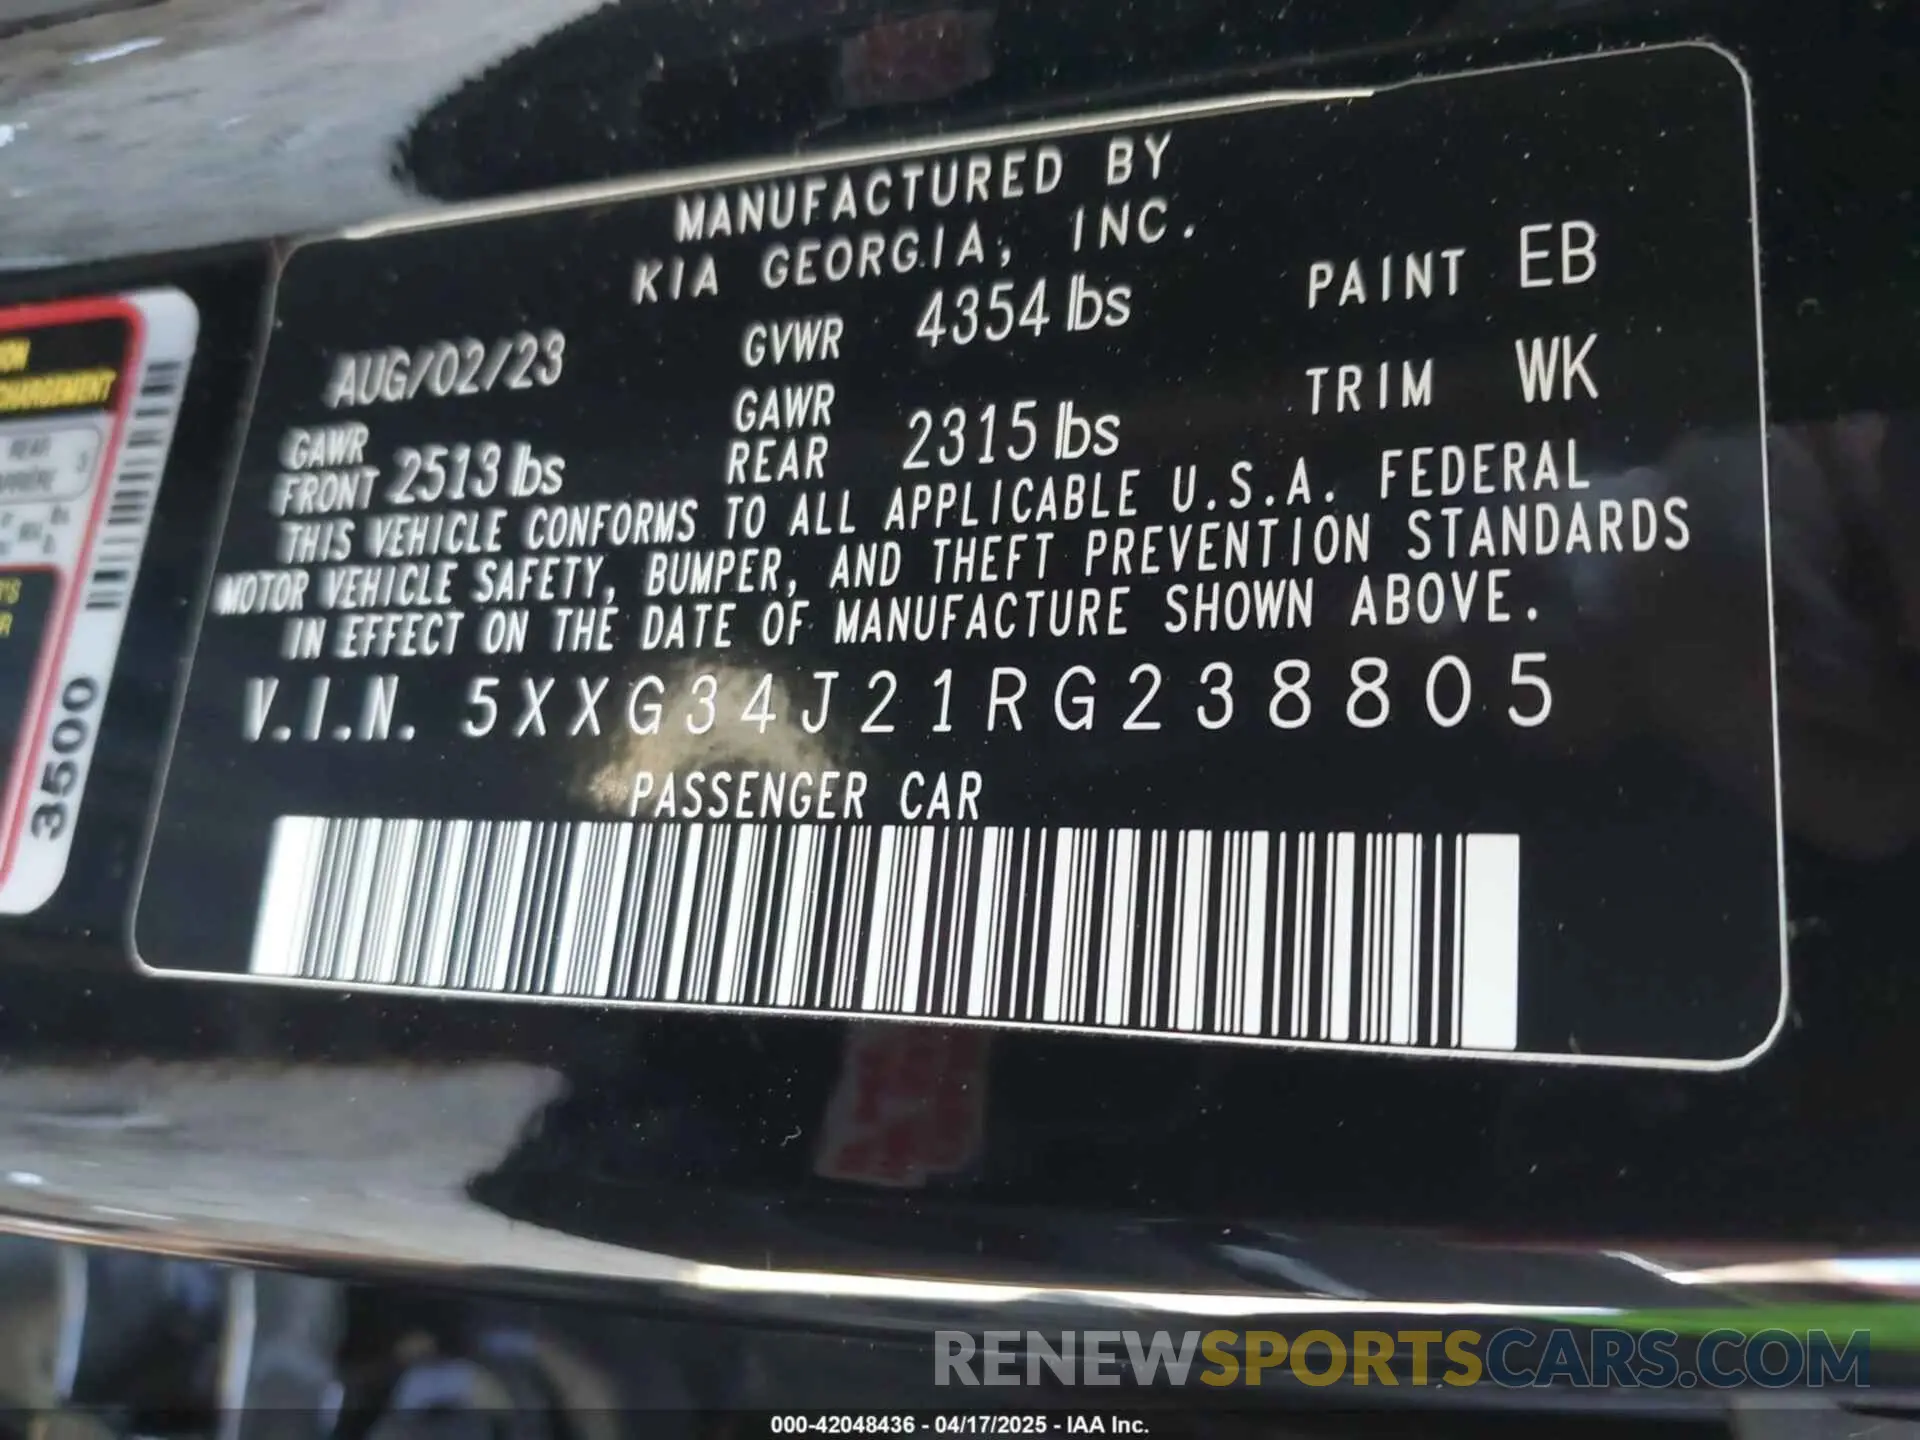 MANUFACTURED BY
KIA GEORGIA, INC.
AUG/02/23 GVWR 4354 lbs PAINT EB
GAWR FRONT 2513 lbs GAWR REAR 2315 lbs TRIM WK
THIS VEHICLE CONFORMS TO ALL APPLICABLE U.S.A. FEDERAL
MOTOR VEHICLE SAFETY, BUMPER, AND THEFT PREVENTION STANDARDS
IN EFFECT ON THE DATE OF MANUFACTURE SHOWN ABOVE.
V.I.N. 5XXG34J21RG238805
PASSENGER CAR
3500
RENEWSPORTSCARS.COM
000-42048436 - 04/17/2025 - IAA Inc.